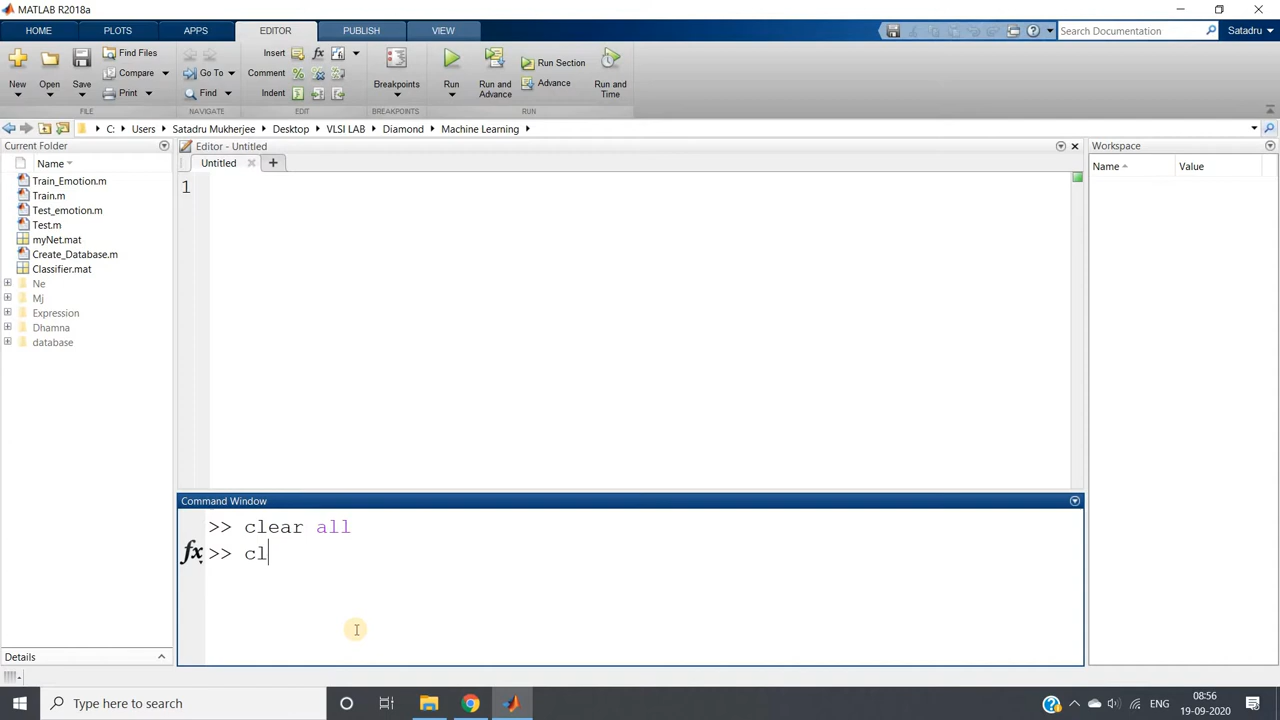 MATLAB R2018a
HOME PLOTS APPS EDITOR PUBLISH VIEW
Search Documentation Satadru
New Open Save Find Files Compare Print
FILE
Go To Find
NAVIGATE
Insert fx
Comment %
Indent
EDIT
Breakpoints
BREAKPOINTS
Run Run and Advance Run Section Advance Run and Time
RUN
C: Users Satadru Mukherjee Desktop VLSI LAB Diamond Machine Learning
Current Folder
Name
Train_Emotion.m
Train.m
Test_emotion.m
Test.m
myNet.mat
Create_Database.m
Classifier.mat
Ne
Mj
Expression
Dhamna
database
Details
Editor - Untitled
Untitled +
1
Command Window
>> clear all
fx >> cl
Workspace
Name Value
Type here to search
ENG
08:56
19-09-2020